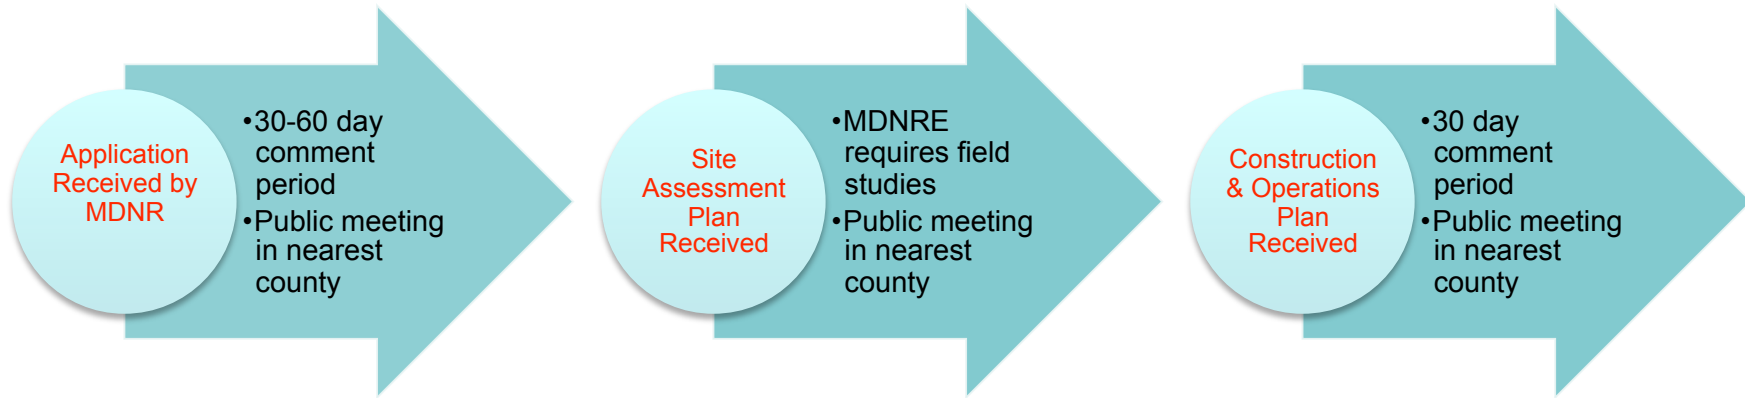 Application
Received by
MDNR
•30-60 day
comment
period
•Public meeting
in nearest
county
Site
Assessment
Plan
Received
•MDNRE
requires field
studies
•Public meeting
in nearest
county
Construction
& Operations
Plan
Received
•30 day
comment
period
•Public meeting
in nearest
county